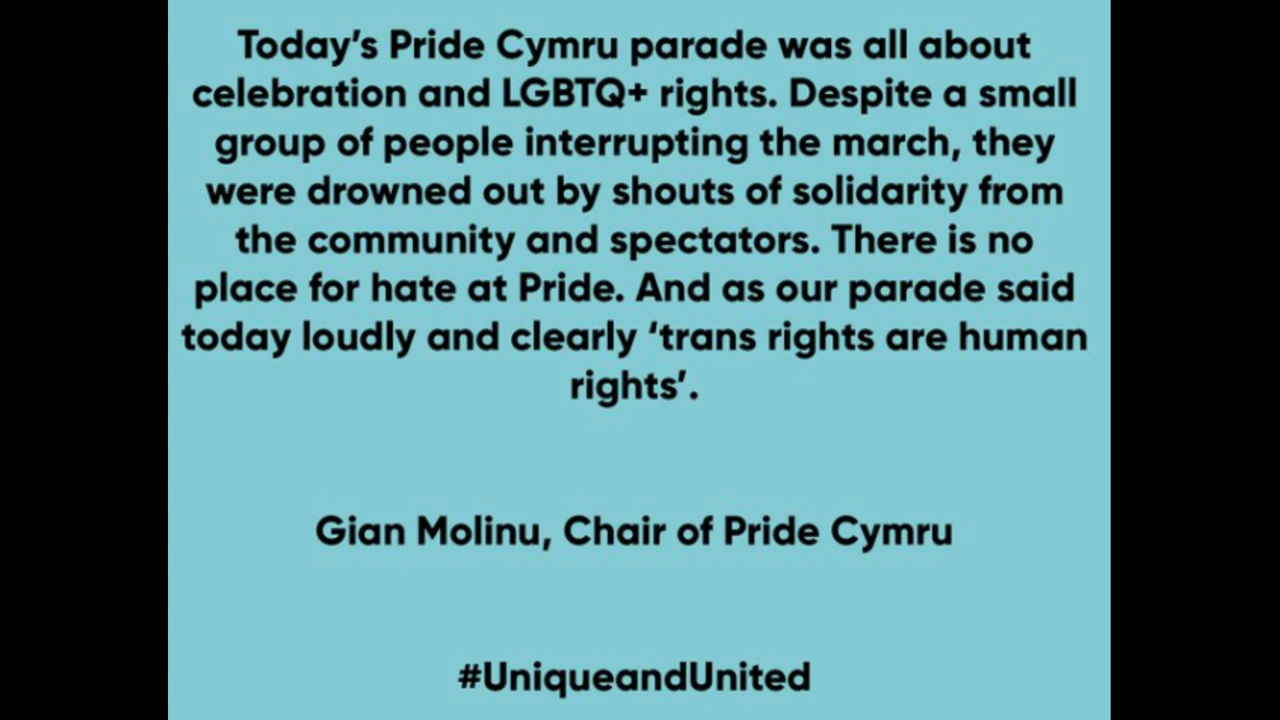 Today's Pride Cymru parade was all about
celebration and LGBTQ+ rights. Despite a small
group of people interrupting the march, they
were drowned out by shouts of solidarity from
the community and spectators. There is no
place for hate at Pride. And as our parade said
today loudly and clearly ‘trans rights are human
rights’.
Gian Molinu, Chair of Pride Cymru
#UniqueandUnited